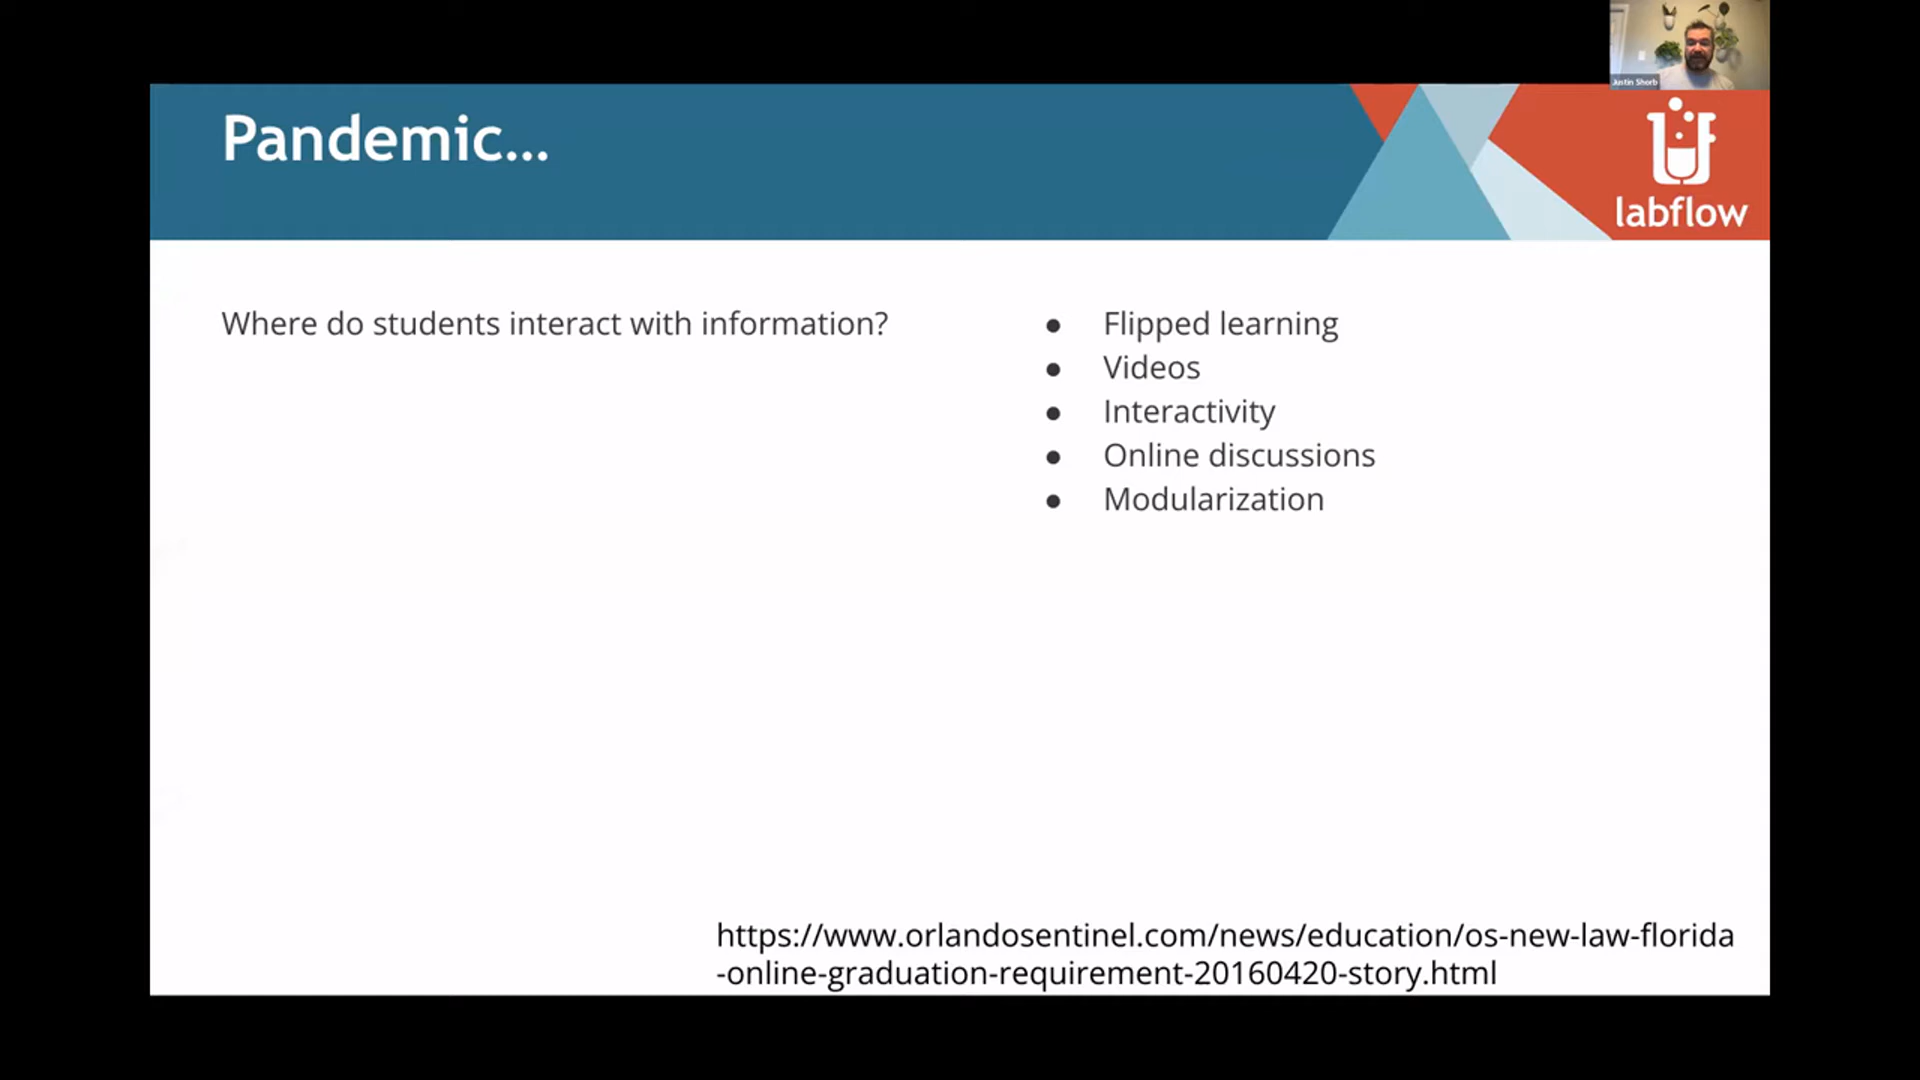 Justin Shorb
Pandemic...
labflow
Where do students interact with information?
● Flipped learning
● Videos
● Interactivity
● Online discussions
● Modularization
https://www.orlandosentinel.com/news/education/os-new-law-florida
-online-graduation-requirement-20160420-story.html